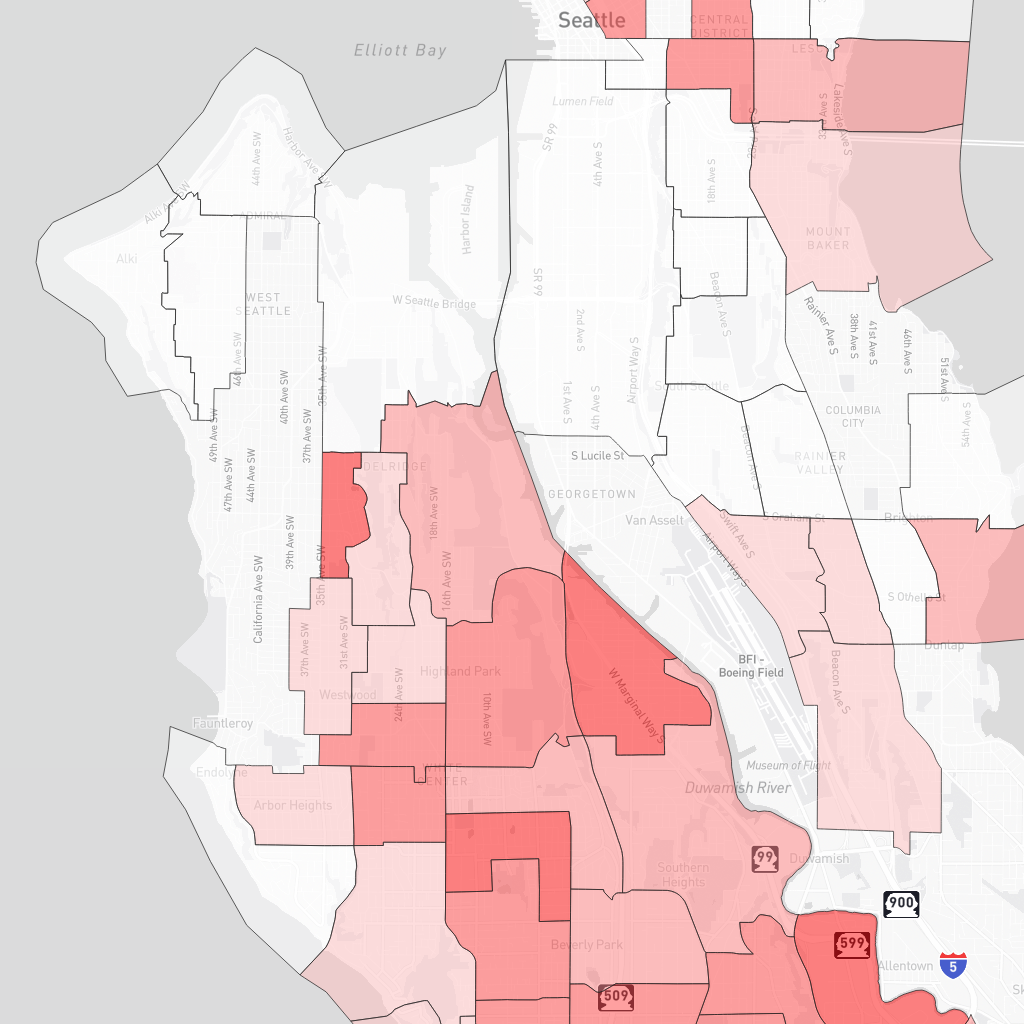 Seattle
CENTRAL
DISTRICT
Elliott Bay
LESC
Lakeside Ave S
Lumen Field
SR 99
4th Ave S
23rd
18th Ave S
44th Ave SW
Harbor Ave SW
Alki Ave SW
ADMIRAL
Harbor Island
MOUNT
BAKER
Alki
WEST
SEATTLE
SR 99
W Seattle Bridge
Beacon Ave S
Rainier Ave S
38th Ave S
41st Ave S
46th Ave S
51st Ave S
2nd Ave S
Airport Way S
46th Ave SW
35th Ave SW
40th Ave SW
1st Ave S
4th Ave S
South Seattle
COLUMBIA
CITY
54th Ave S
49th Ave SW
37th Ave SW
Beacon Ave S
S Lucile St
RAINIER
VALLEY
DELRIDGE
47th Ave SW
44th Ave SW
18th Ave SW
GEORGETOWN
Van Asselt
Swift Ave S
S Graham St
Brighton
39th Ave SW
Airport Way S
35th Ave SW
16th Ave SW
California Ave SW
S Othello St
37th Ave SW
31st Ave SW
Dunlap
Highland Park
BFI -
Boeing Field
Beacon Ave S
24th Ave SW
Westwood
10th Ave SW
W Marginal Way S
Fauntleroy
Endolyne
WHITE
CENTER
Museum of Flight
Duwamish River
Arbor Heights
99
Duwamish
Southern
Heights
900
Beverly Park
599
Allentown
5
509
Sk